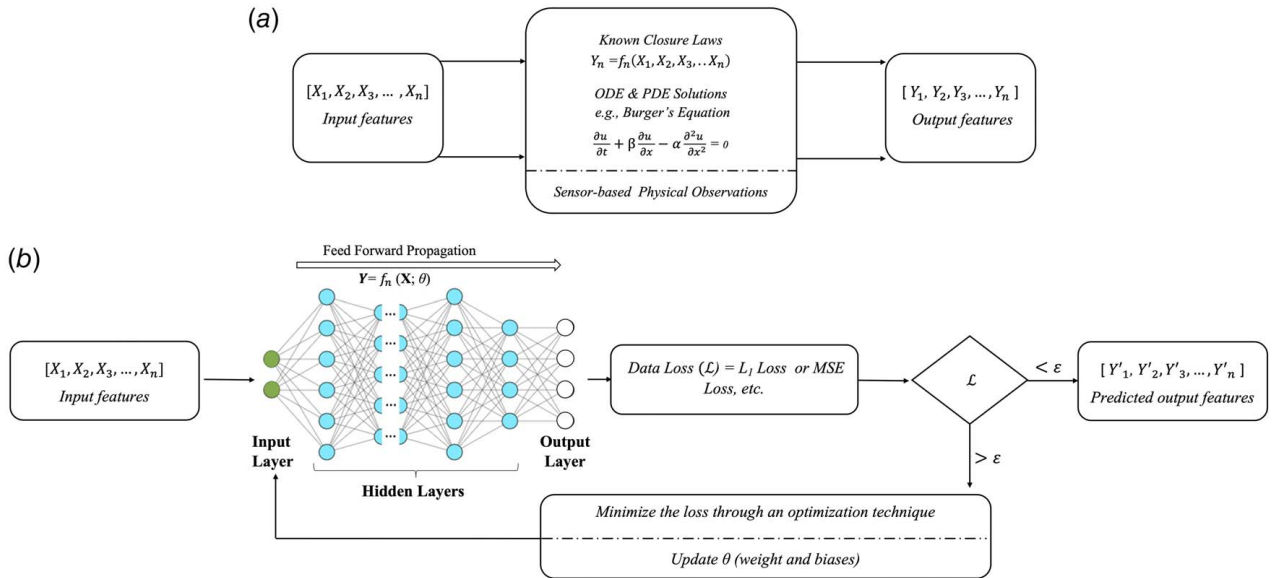 (a)
[X₁, X₂, X₃, … , Xₙ]
Input features
Known Closure Laws
Yₙ =fₙ(X₁, X₂, X₃, . . Xₙ)
ODE & PDE Solutions
e.g., Burger's Equation
∂u/∂t + β ∂u/∂x − α ∂²u/∂x² = 0
Sensor-based Physical Observations
[ Y₁, Y₂, Y₃, … , Yₙ ]
Output features
(b)
Feed Forward Propagation
Y= fₙ (X; θ)
[X₁, X₂, X₃, … , Xₙ]
Input features
...
...
...
...
...
Input
Layer
Hidden Layers
Output
Layer
Data Loss (ℒ) = L₁ Loss or MSE
Loss, etc.
ℒ
< ε
> ε
[ Y'₁, Y'₂, Y'₃, … , Y'ₙ ]
Predicted output features
Minimize the loss through an optimization technique
Update θ (weight and biases)